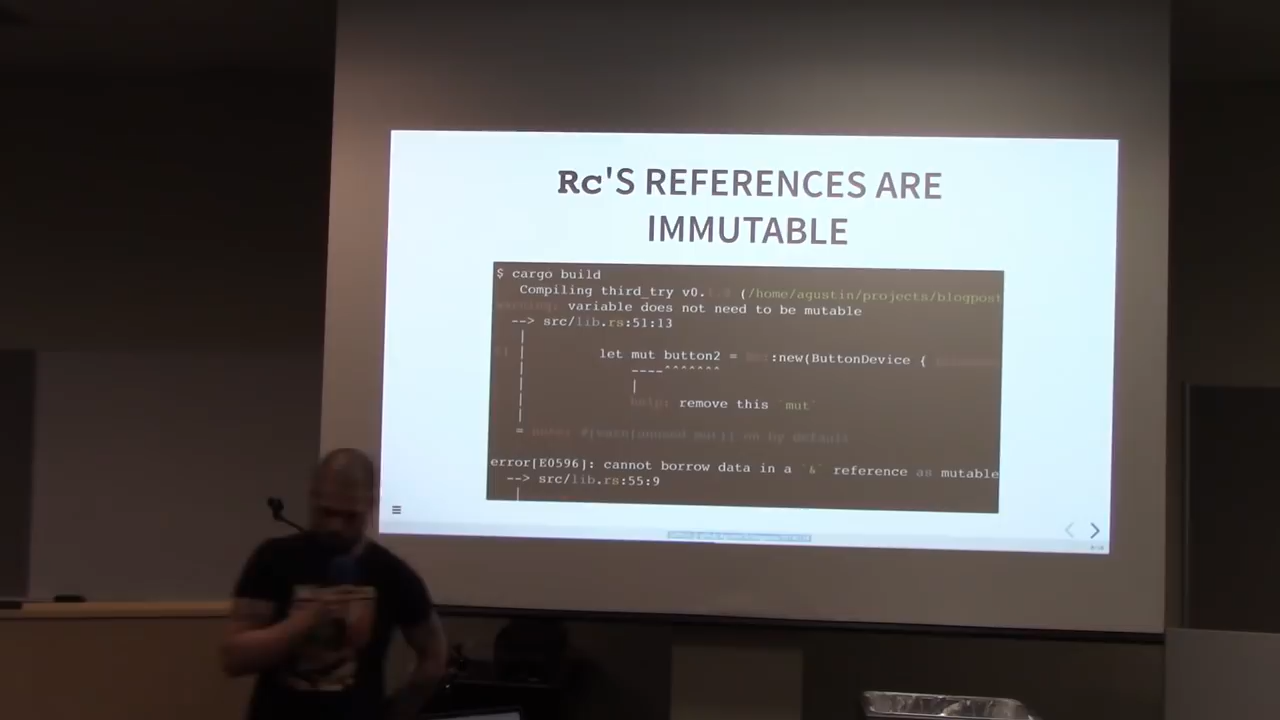 Rc'S REFERENCES ARE
IMMUTABLE
$ cargo build
Compiling third_try v0. (/home/agustin/projects/blogpost
warning: variable does not need to be mutable
--> src/lib.rs:51:13
|
| let mut button2 = :new(ButtonDevice {
| ----^^^^^^^
| |
| help: remove this `mut`
|
= note: #[warn(unused_mut)] on by default
error[E0596]: cannot borrow data in a `&` reference as mutable
--> src/lib.rs:55:9
|